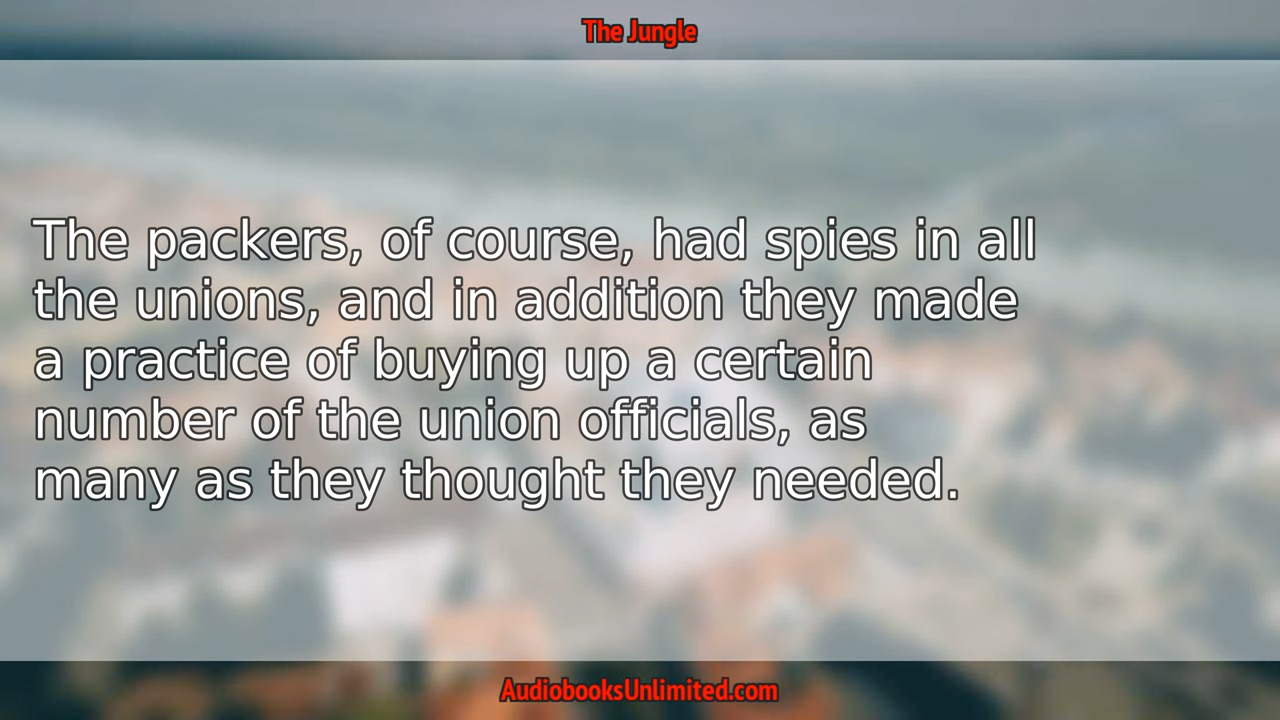 The Jungle
The packers, of course, had spies in all
the unions, and in addition they made
a practice of buying up a certain
number of the union officials, as
many as they thought they needed.
AudiobooksUnlimited.com